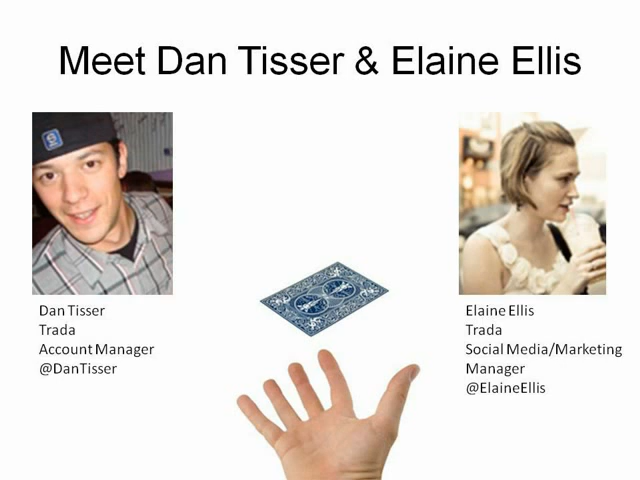 Meet Dan Tisser & Elaine Ellis
Dan Tisser
Trada
Account Manager
@DanTisser
Elaine Ellis
Trada
Social Media/Marketing
Manager
@ElaineEllis